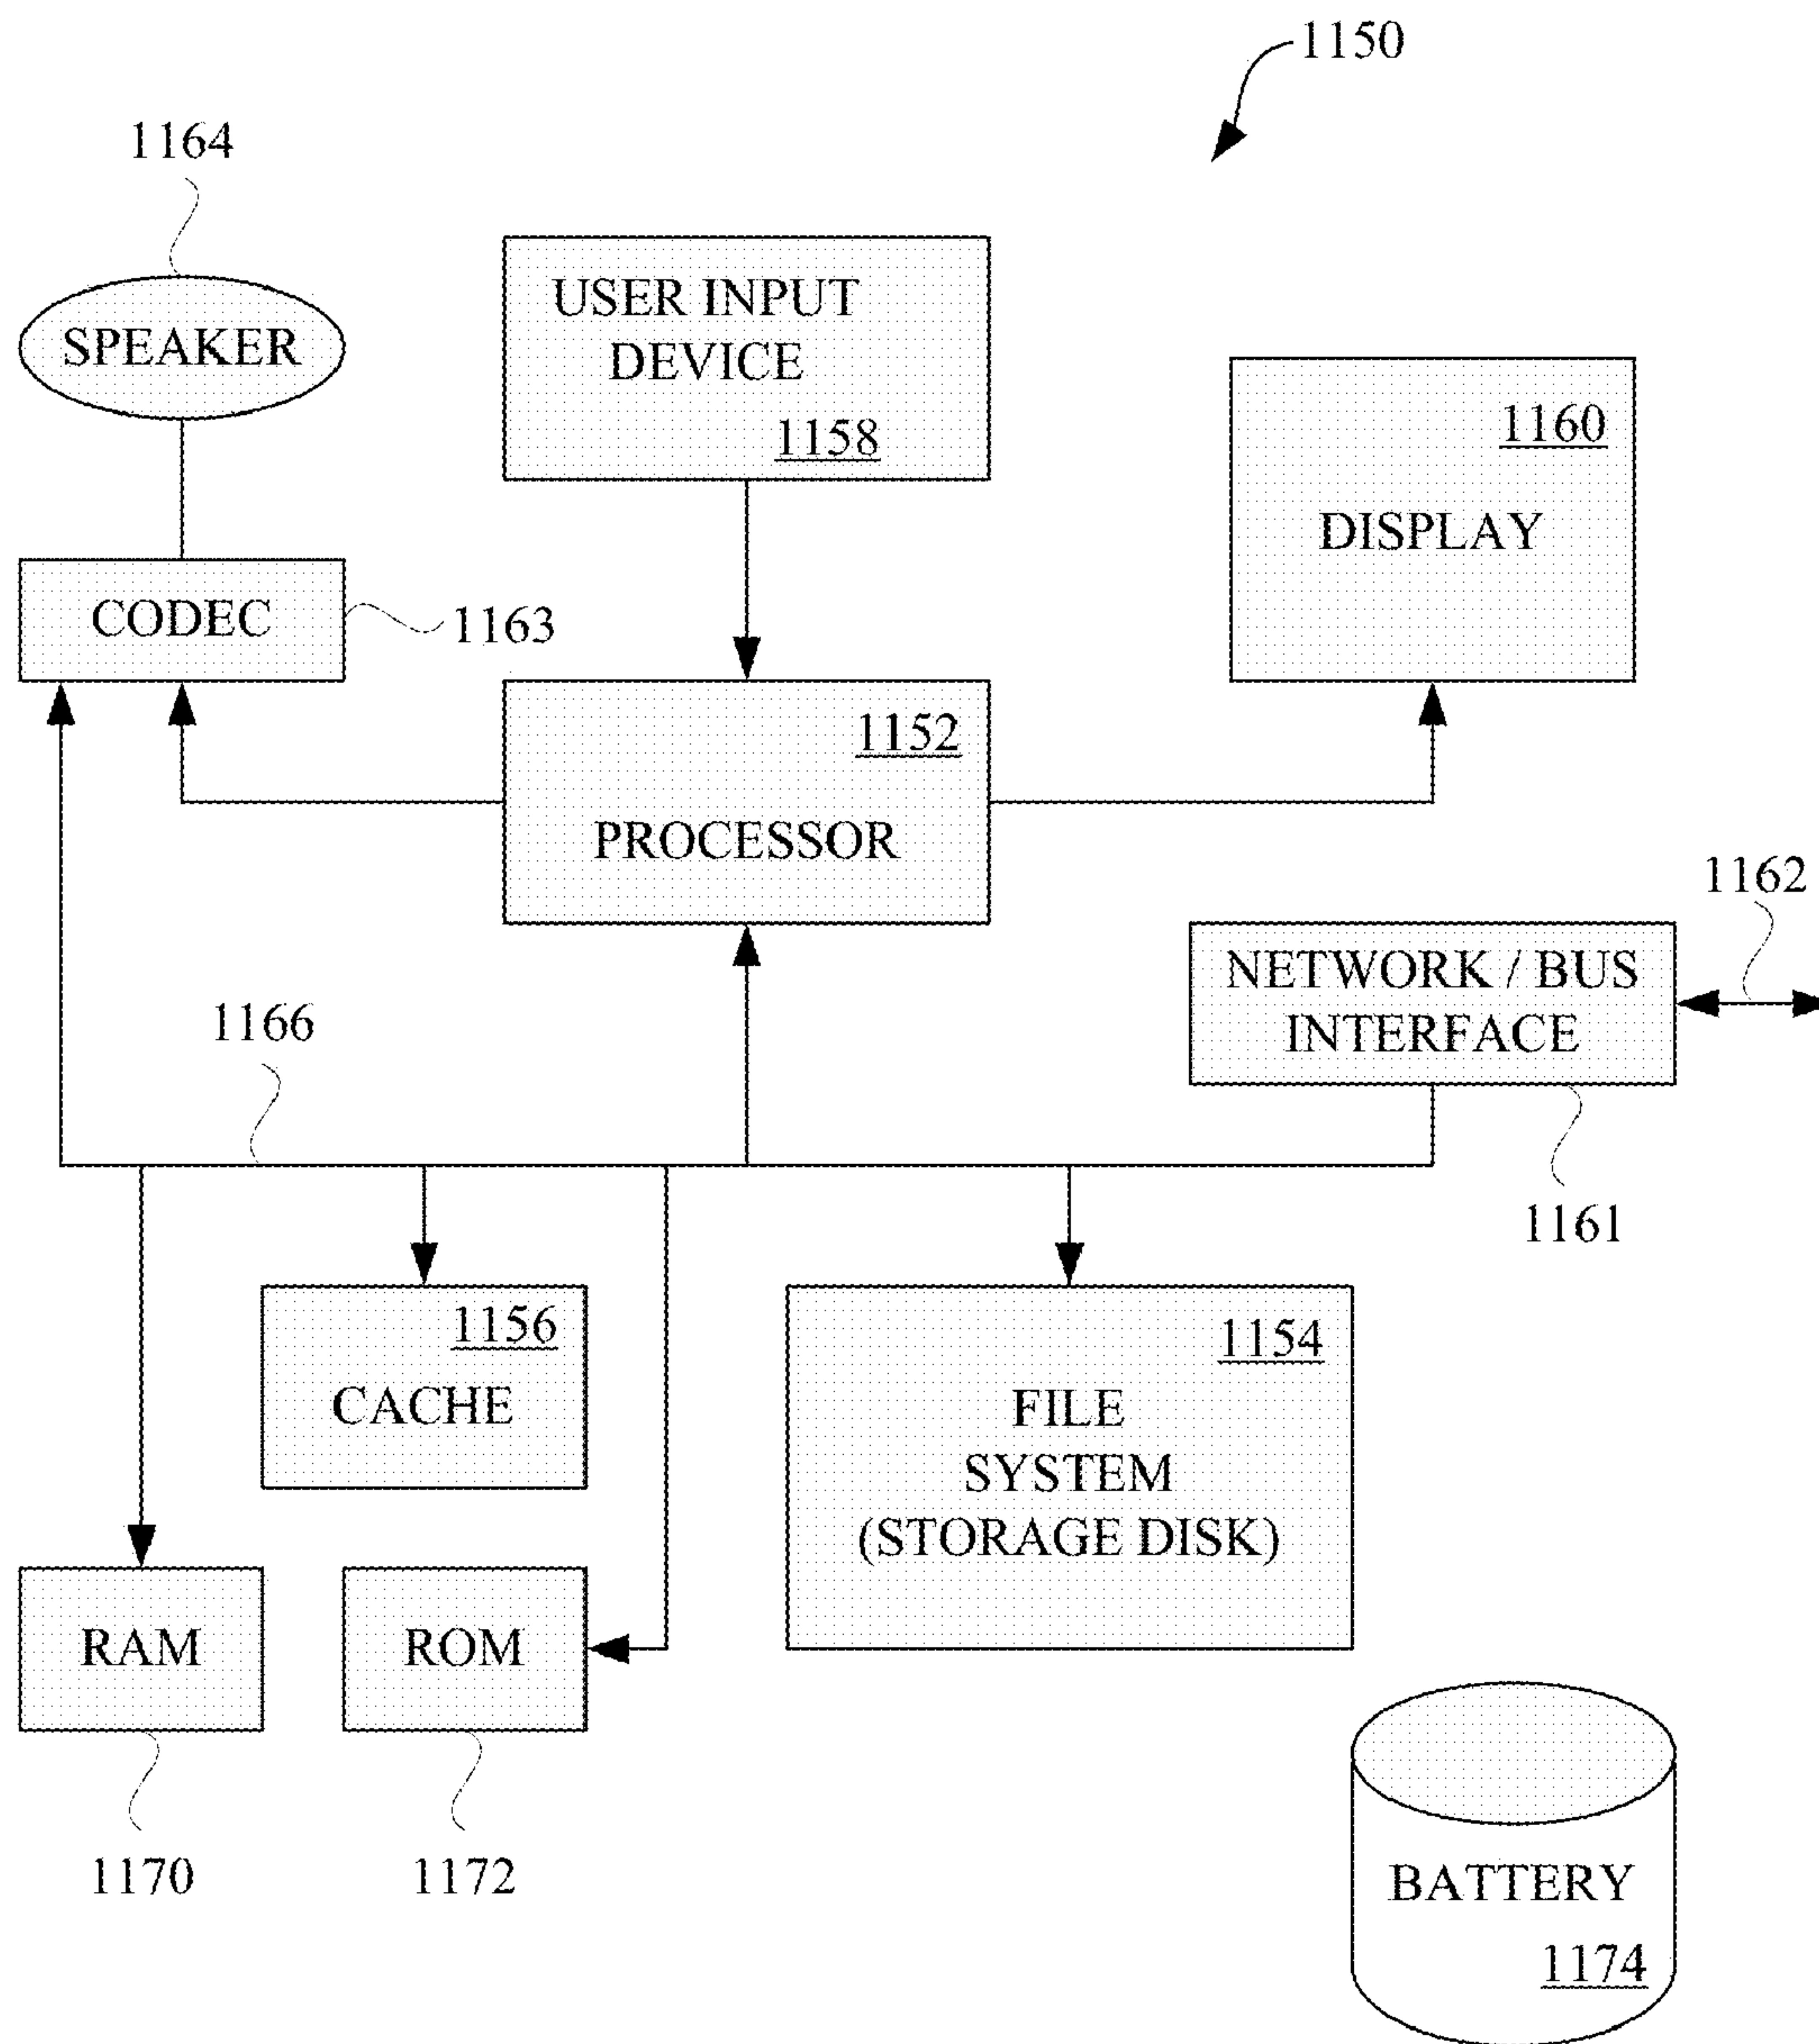 1150
1164
SPEAKER
USER INPUT
DEVICE
1158
1160
DISPLAY
CODEC
1163
1152
PROCESSOR
1162
NETWORK / BUS
INTERFACE
1166
1161
1156
CACHE
1154
FILE
SYSTEM
(STORAGE DISK)
RAM
ROM
1170
1172
BATTERY
1174